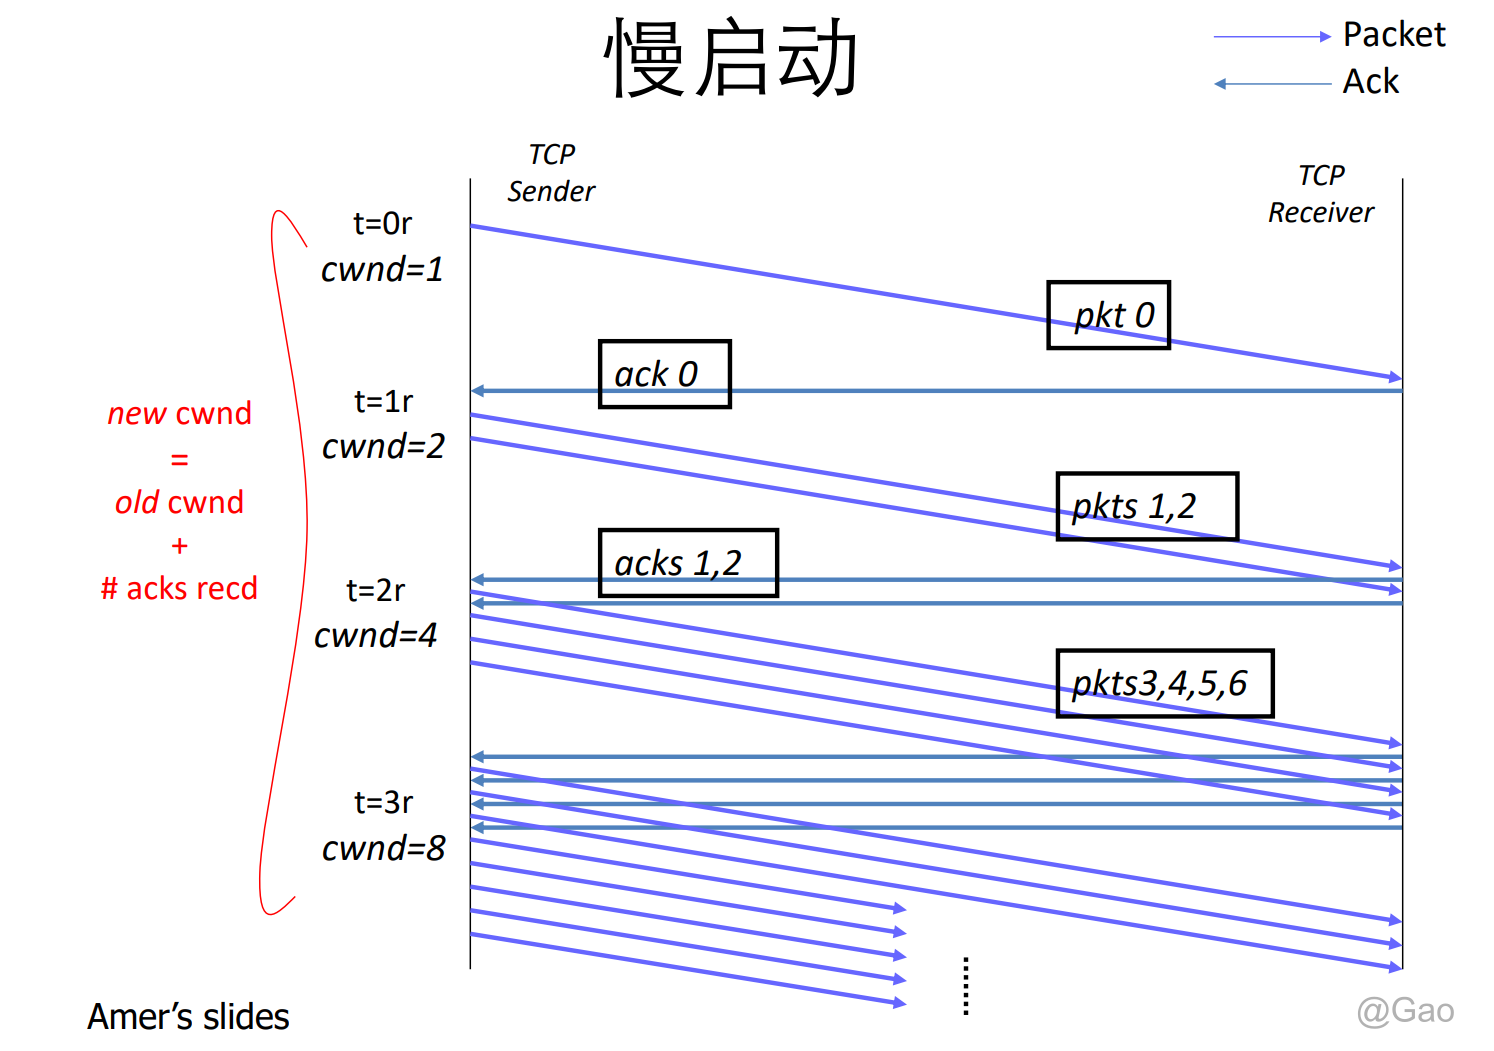 慢启动
Packet
Ack
TCP
Sender
TCP
Receiver
t=0r
cwnd=1
pkt 0
ack 0
t=1r
cwnd=2
new cwnd
=
old cwnd
+
# acks recd
pkts 1,2
acks 1,2
t=2r
cwnd=4
pkts3,4,5,6
t=3r
cwnd=8
Amer’s slides
@Gao